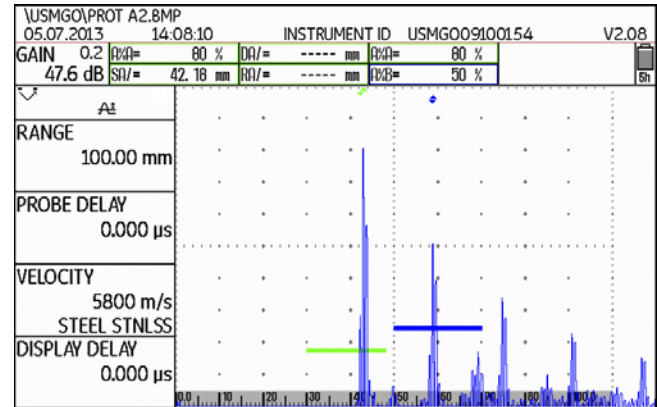 \USMGO\PROT A2.BMP
05.07.2013 14:08:10 INSTRUMENT ID USMGO09100154 V2.08
GAIN 0.2 A%A= 80 % DA/= ----- mm A%A= 80 %
47.6 dB SA/= 42.18 mm RA/= ----- mm A%B= 50 % 5h
RANGE
100.00 mm
PROBE DELAY
0.000 µs
VELOCITY
5800 m/s
STEEL STNLSS
DISPLAY DELAY
0.000 µs
0.0 10 20 30 40 50 60 70 80 90 100.0